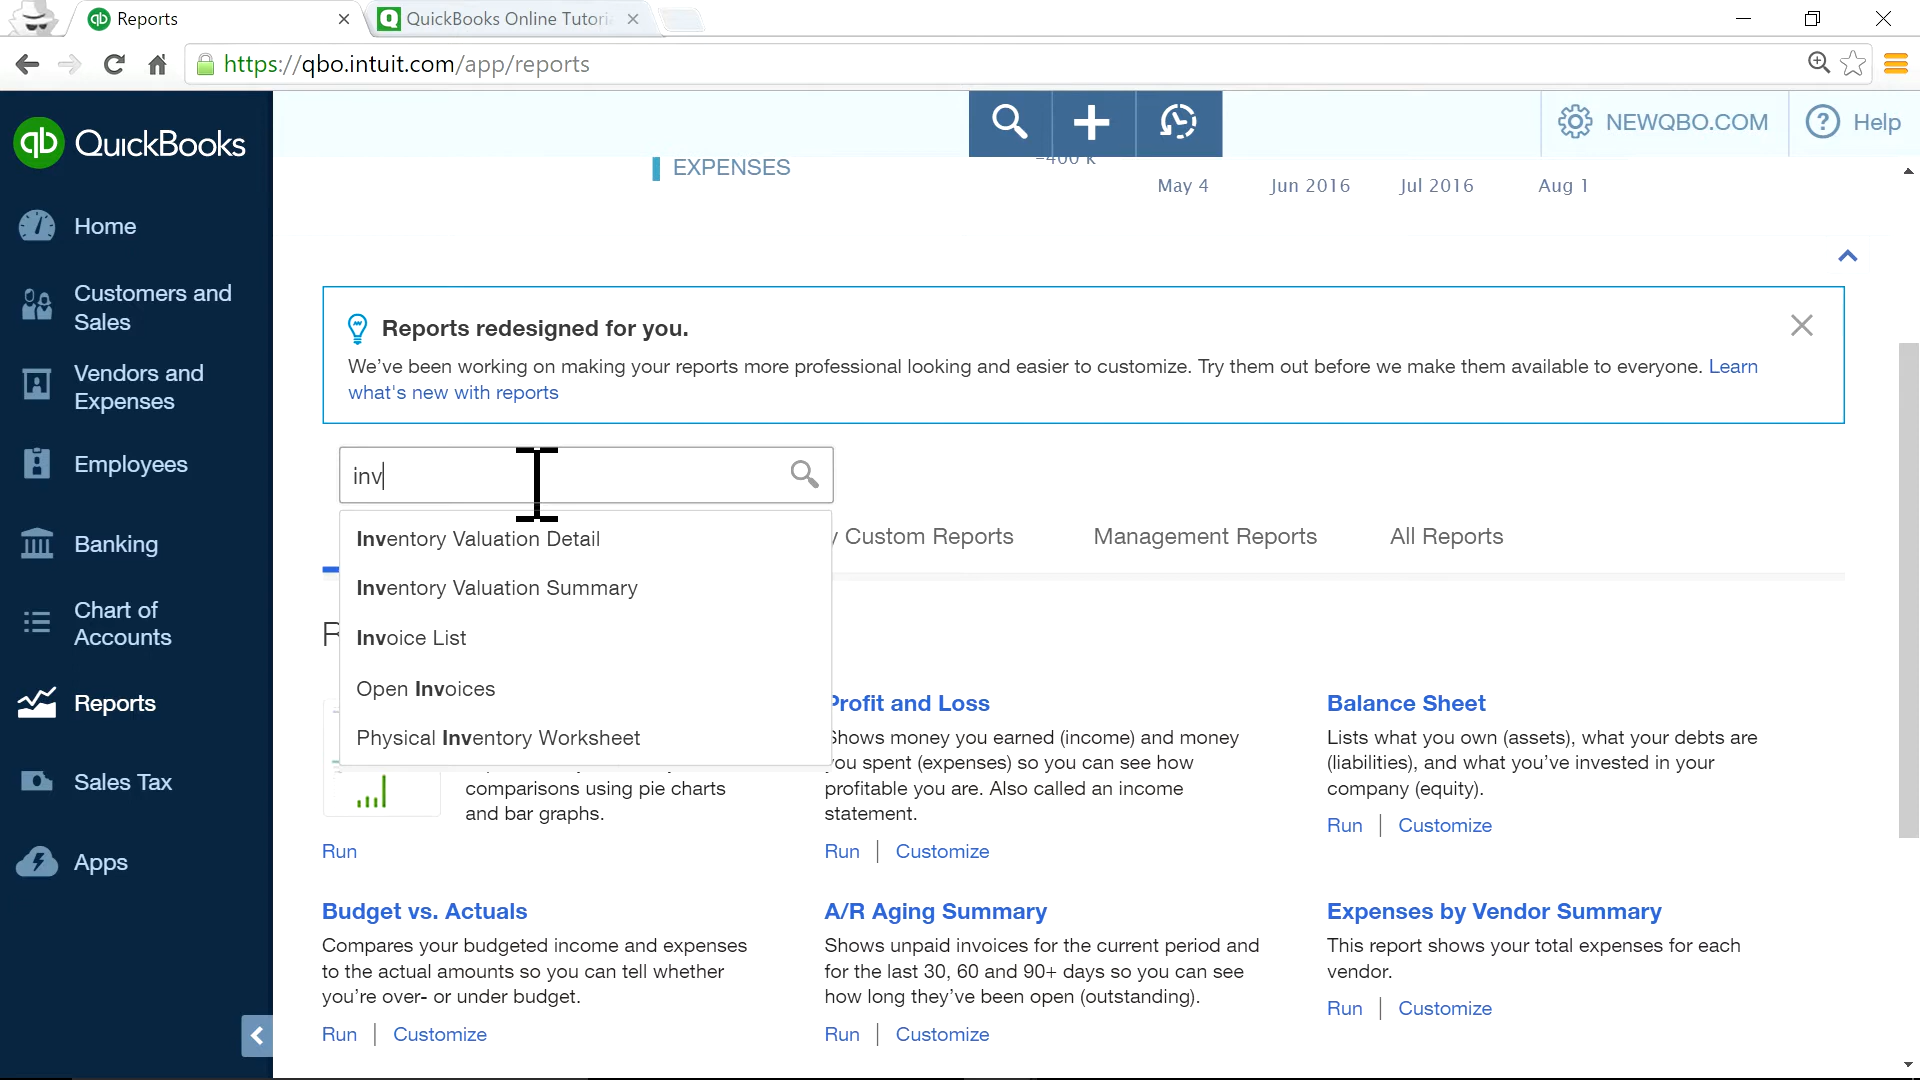 Reports
QuickBooks Online Tutori
https://qbo.intuit.com/app/reports
qb QuickBooks
NEWQBO.COM
Help
EXPENSES
-400 K
May 4 Jun 2016 Jul 2016 Aug 1
Home
Customers and
Sales
Vendors and
Expenses
Employees
Banking
Chart of
Accounts
Reports
Sales Tax
Apps
Reports redesigned for you.
We've been working on making your reports more professional looking and easier to customize. Try them out before we make them available to everyone. Learn
what's new with reports
inv
Inventory Valuation Detail
Inventory Valuation Summary
Invoice List
Open Invoices
Physical Inventory Worksheet
Custom Reports Management Reports All Reports
comparisons using pie charts
and bar graphs.
Run
Profit and Loss
Shows money you earned (income) and money
you spent (expenses) so you can see how
profitable you are. Also called an income
statement.
Run | Customize
Balance Sheet
Lists what you own (assets), what your debts are
(liabilities), and what you've invested in your
company (equity).
Run | Customize
Budget vs. Actuals
Compares your budgeted income and expenses
to the actual amounts so you can tell whether
you're over- or under budget.
Run | Customize
A/R Aging Summary
Shows unpaid invoices for the current period and
for the last 30, 60 and 90+ days so you can see
how long they've been open (outstanding).
Run | Customize
Expenses by Vendor Summary
This report shows your total expenses for each
vendor.
Run | Customize